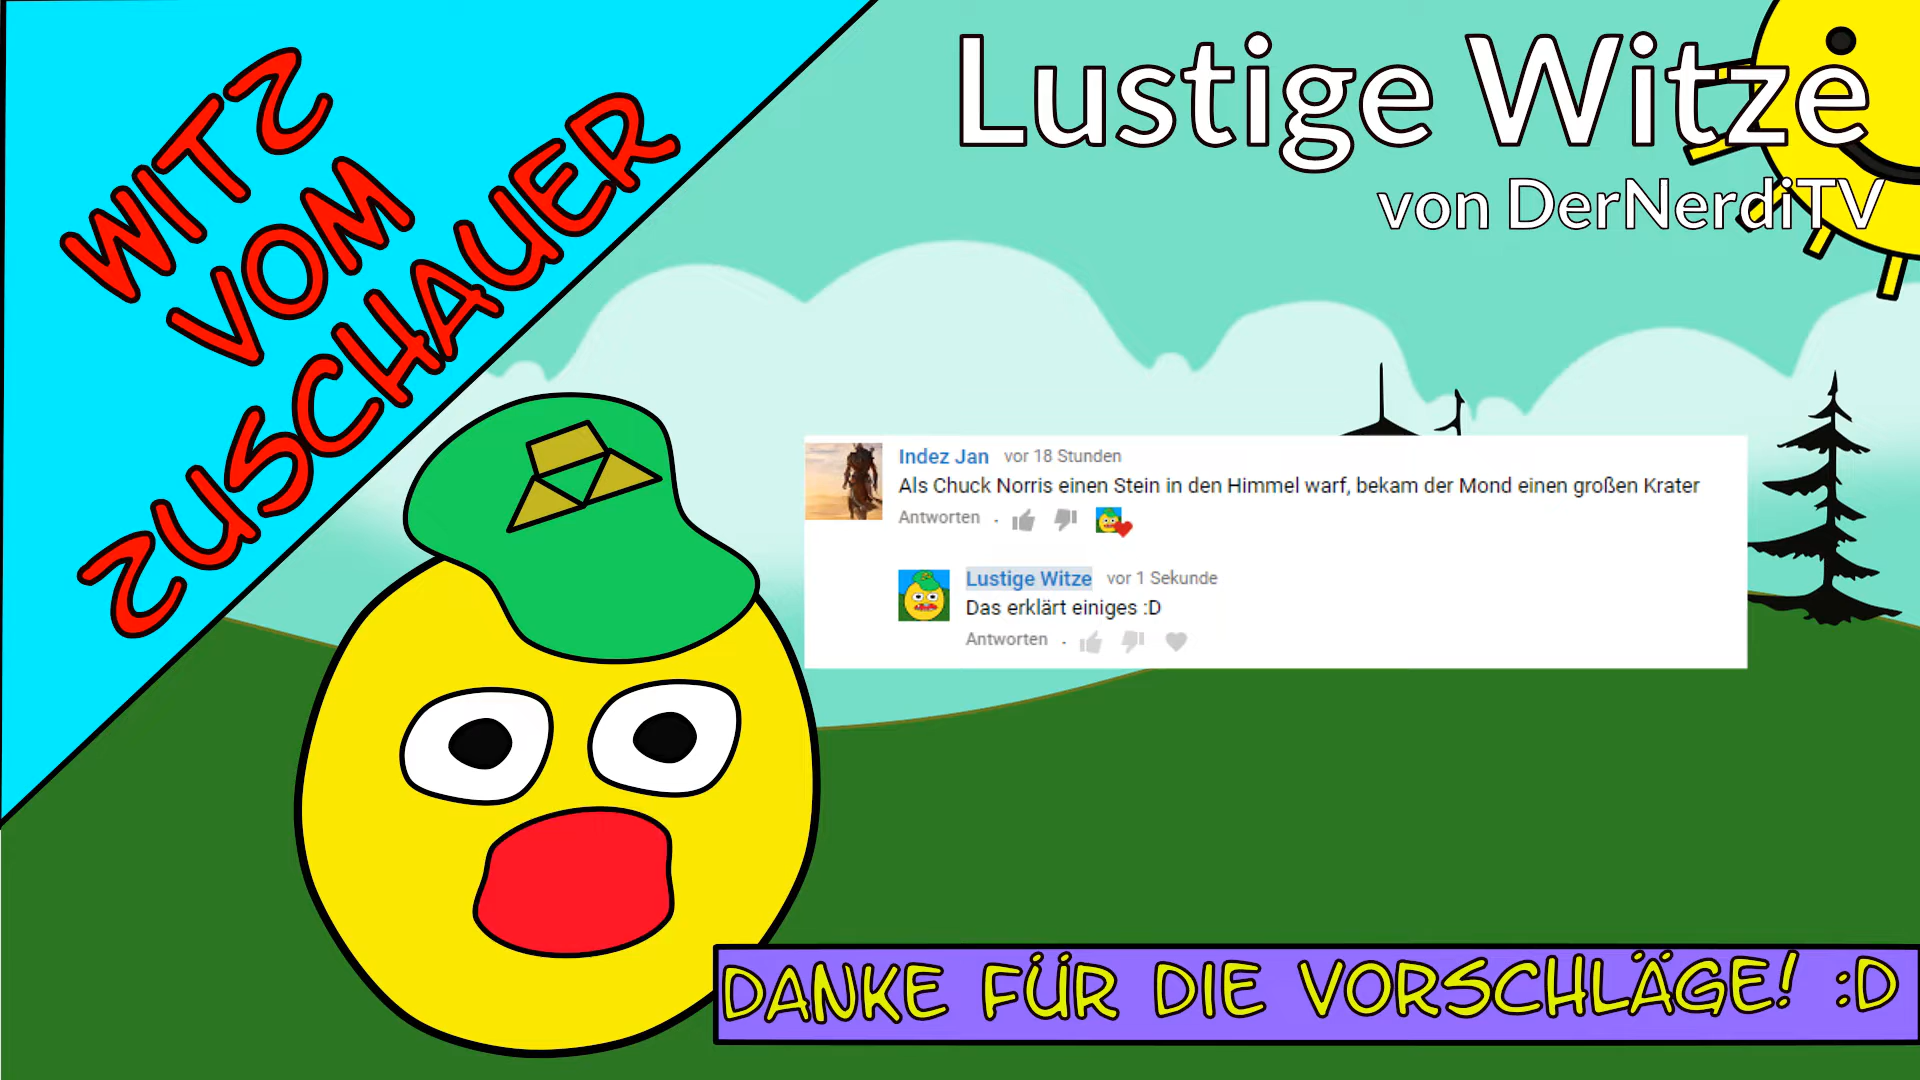 WITZ
VOM
ZUSCHAUER
Lustige Witze
von DerNerdiTV
Indez Jan vor 18 Stunden
Als Chuck Norris einen Stein in den Himmel warf, bekam der Mond einen großen Krater
Antworten
Lustige Witze vor 1 Sekunde
Das erklärt einiges :D
Antworten
DANKE FÜR DIE VORSCHLÄGE! :D